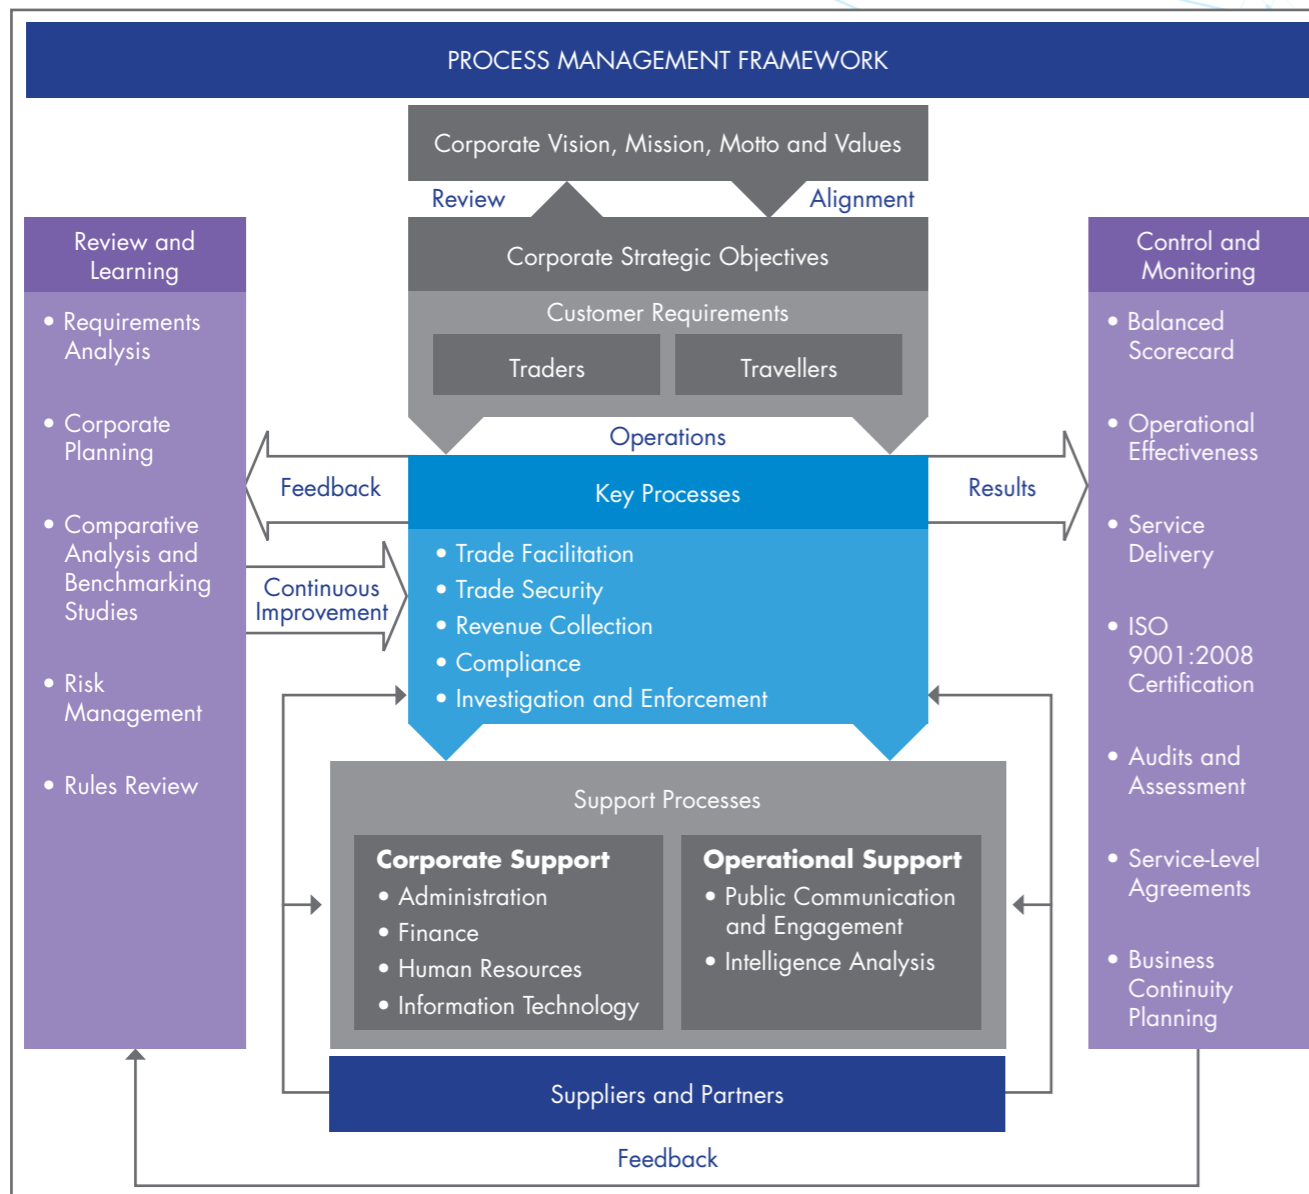 PROCESS MANAGEMENT FRAMEWORK
Corporate Vision, Mission, Motto and Values
Review
Alignment
Review and
Learning
• Requirements
Analysis
• Corporate
Planning
• Comparative
Analysis and
Benchmarking
Studies
• Risk
Management
• Rules Review
Corporate Strategic Objectives
Customer Requirements
Traders
Travellers
Operations
Feedback
Results
Continuous
Improvement
Key Processes
• Trade Facilitation
• Trade Security
• Revenue Collection
• Compliance
• Investigation and Enforcement
Support Processes
Corporate Support
• Administration
• Finance
• Human Resources
• Information Technology
Operational Support
• Public Communication
and Engagement
• Intelligence Analysis
Suppliers and Partners
Feedback
Control and
Monitoring
• Balanced
Scorecard
• Operational
Effectiveness
• Service
Delivery
• ISO
9001:2008
Certification
• Audits and
Assessment
• Service-Level
Agreements
• Business
Continuity
Planning